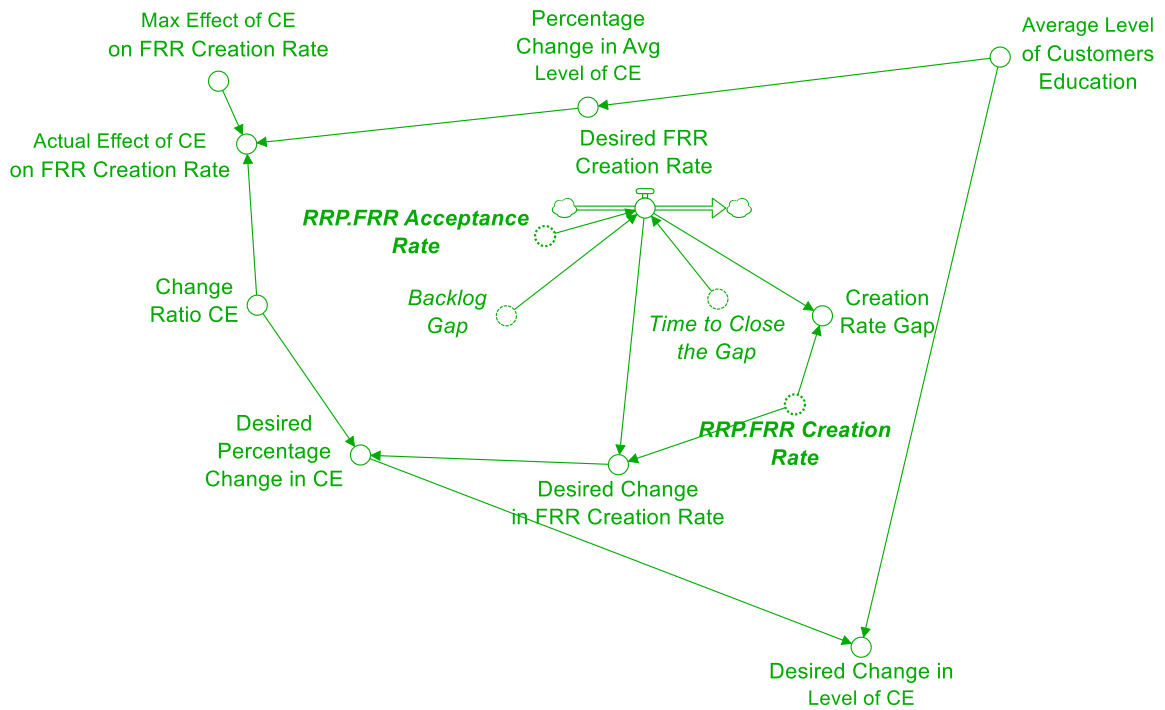 Max Effect of CE
on FRR Creation Rate
Percentage
Change in Avg
Level of CE
Average Level
of Customers
Education
Actual Effect of CE
on FRR Creation Rate
Desired FRR
Creation Rate
RRP.FRR Acceptance
Rate
Change
Ratio CE
Backlog
Gap
Time to Close
the Gap
Creation
Rate Gap
Desired
Percentage
Change in CE
RRP.FRR Creation
Rate
Desired Change
in FRR Creation Rate
Desired Change in
Level of CE